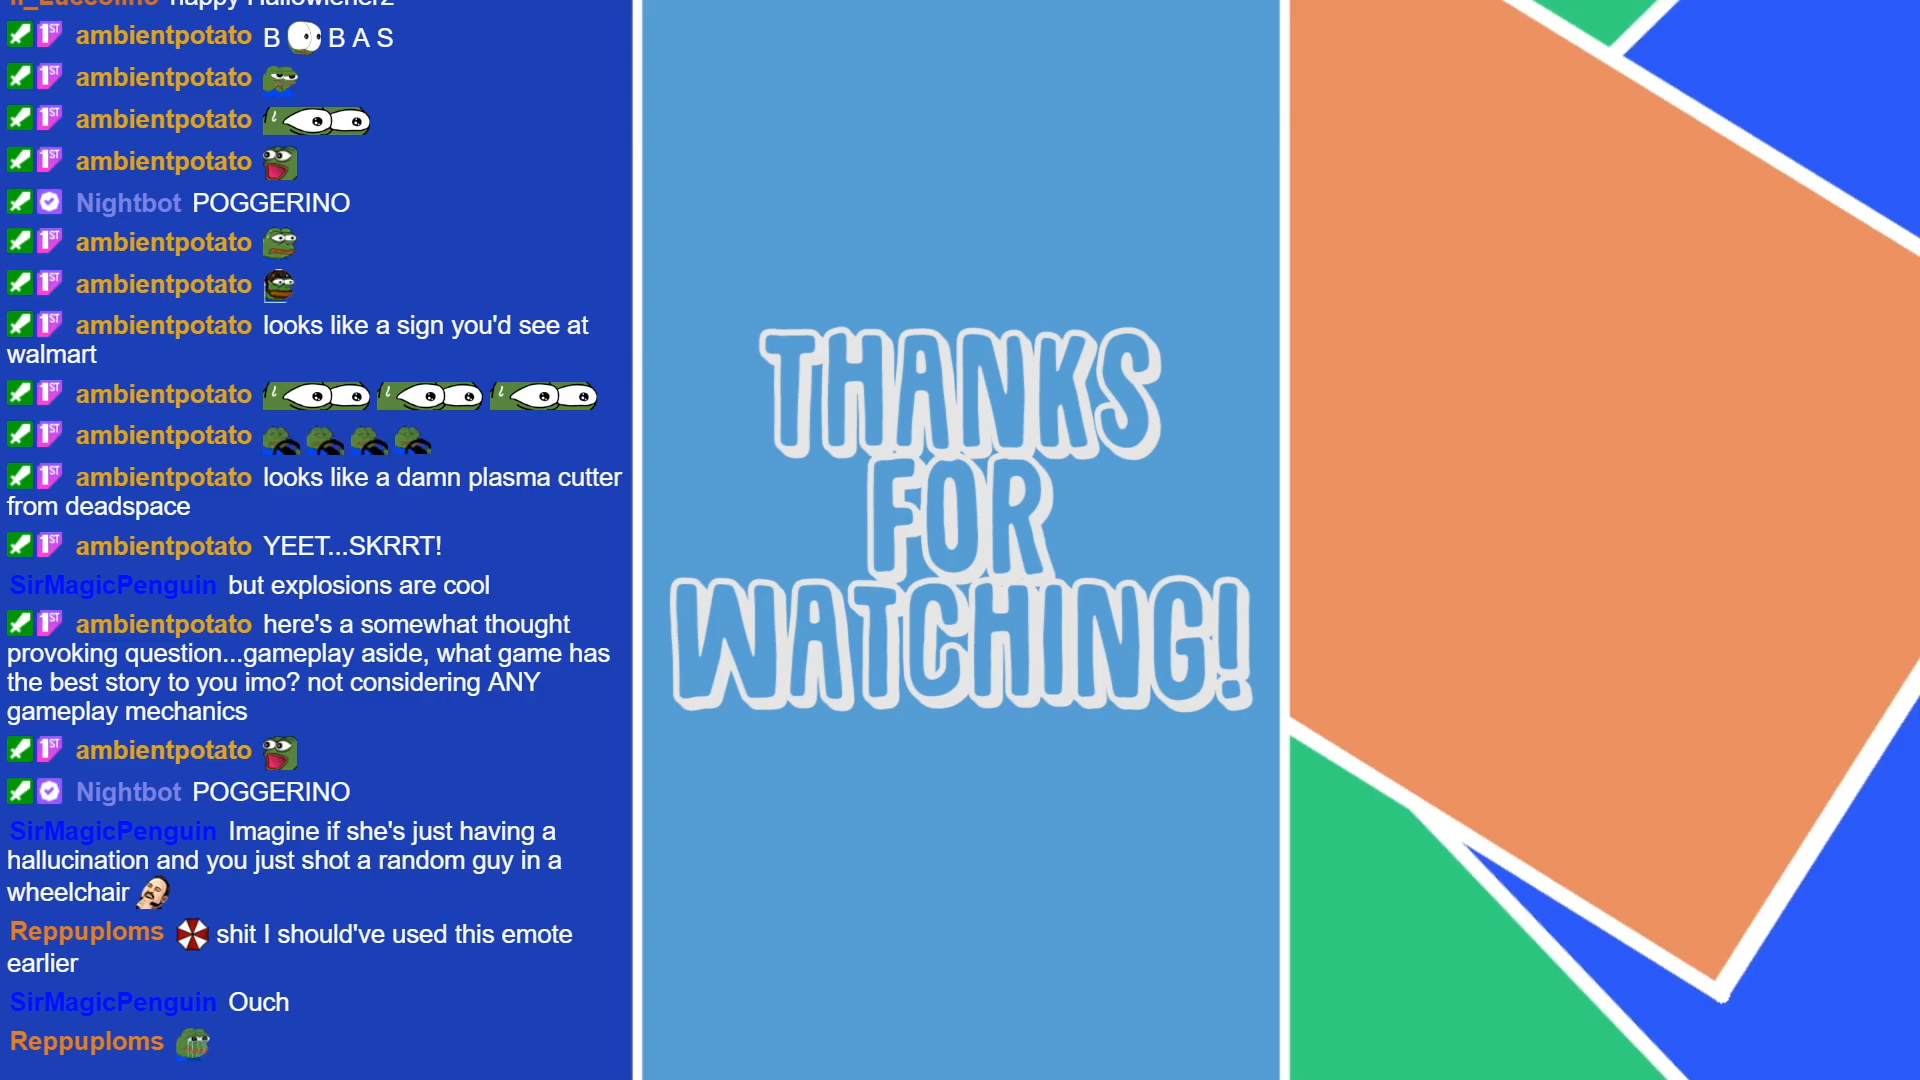 happy Hallowiener2
ambientpotato B B A S
ambientpotato
ambientpotato
ambientpotato
Nightbot POGGERINO
ambientpotato
ambientpotato
ambientpotato looks like a sign you'd see at
walmart
ambientpotato
ambientpotato
ambientpotato looks like a damn plasma cutter
from deadspace
ambientpotato YEET...SKRRT!
SirMagicPenguin but explosions are cool
ambientpotato here's a somewhat thought
provoking question...gameplay aside, what game has
the best story to you imo? not considering ANY
gameplay mechanics
ambientpotato
Nightbot POGGERINO
SirMagicPenguin Imagine if she's just having a
hallucination and you just shot a random guy in a
wheelchair
Reppuploms shit I should've used this emote
earlier
SirMagicPenguin Ouch
Reppuploms
THANKS
FOR
WATCHING!